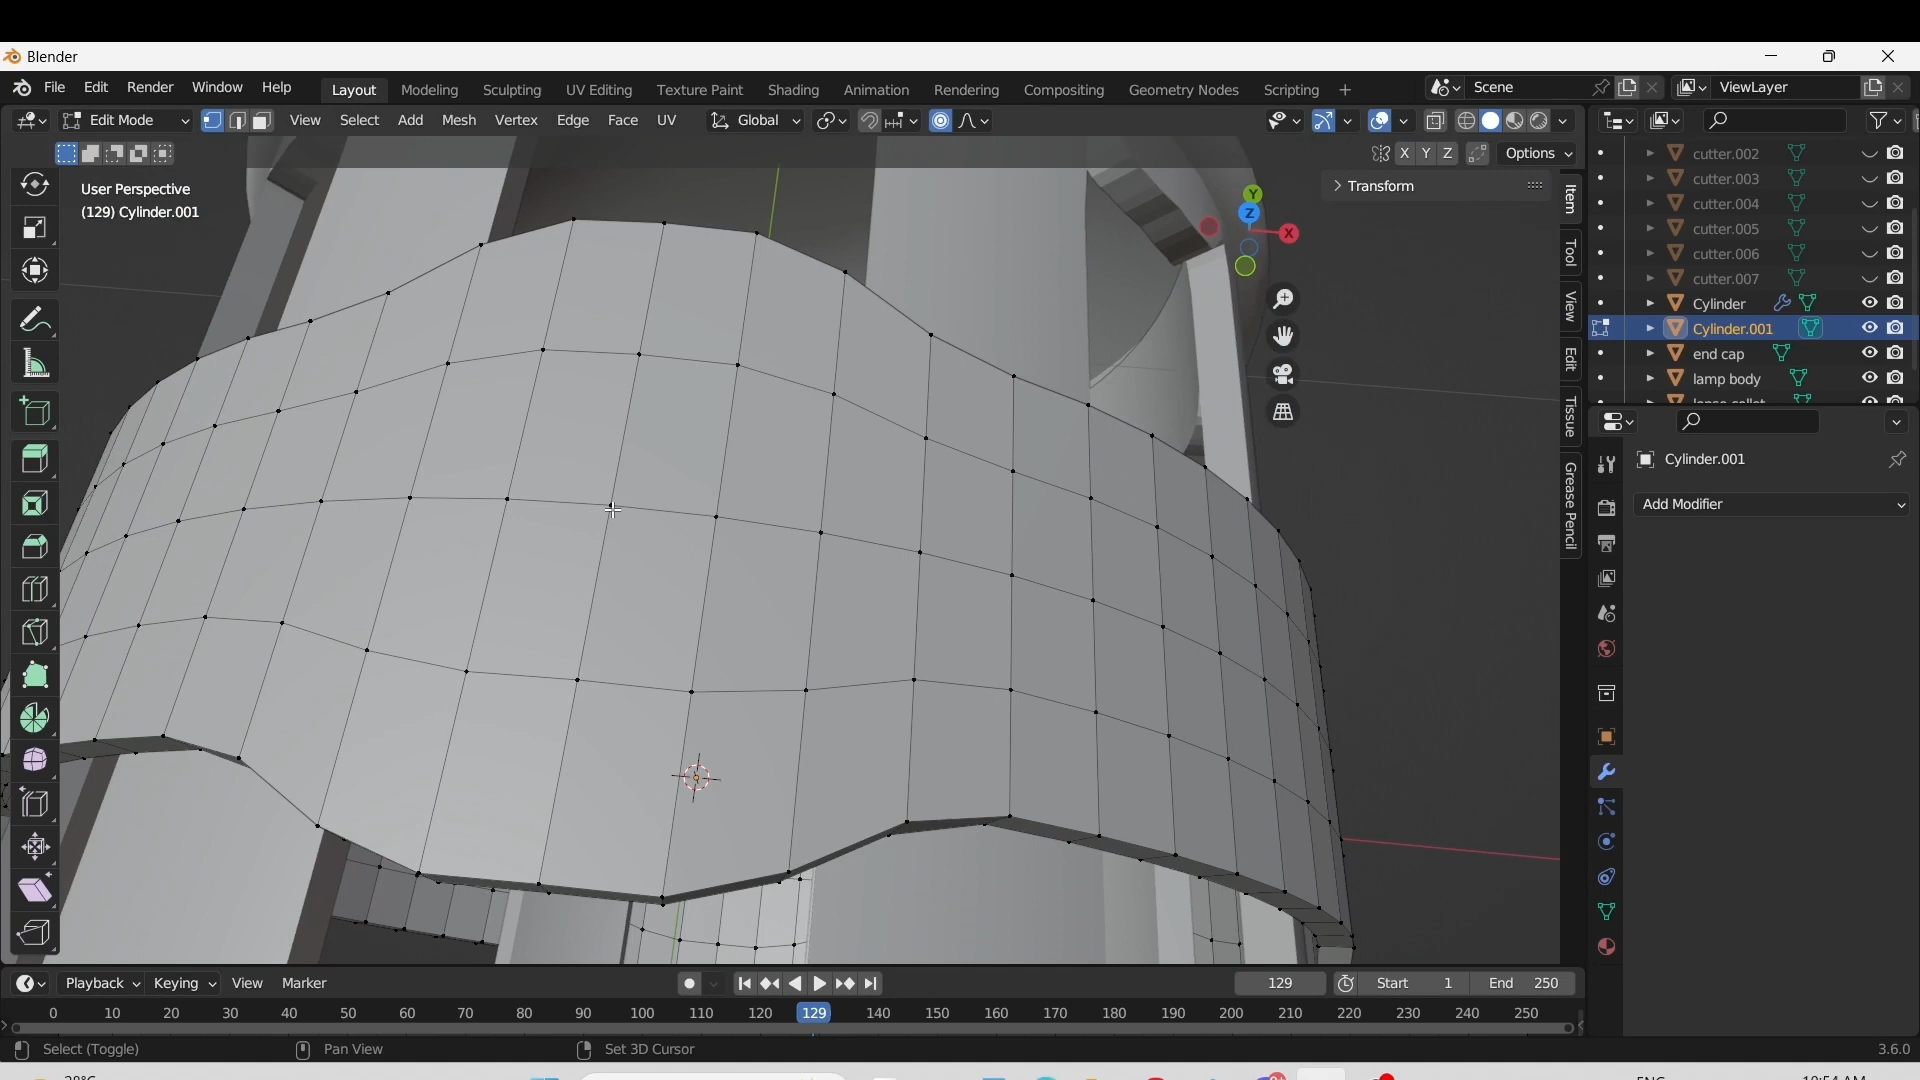 Blender
File Edit Render Window Help Layout Modeling Sculpting UV Editing Texture Paint Shading Animation Rendering Compositing Geometry Nodes Scripting + Scene ViewLayer
Edit Mode View Select Add Mesh Vertex Edge Face UV Global
X Y Z Options
User Perspective
(129) Cylinder.001
Transform
Y
Z
X
Item
Tool
View
Edit
Tissue
Grease Pencil
cutter.002
cutter.003
cutter.004
cutter.005
cutter.006
cutter.007
Cylinder
Cylinder.001
end cap
lamp body
Cylinder.001
Add Modifier
Playback Keying View Marker 129 Start 1 End 250
0 10 20 30 40 50 60 70 80 90 100 110 120 129 140 150 160 170 180 190 200 210 220 230 240 250
Select (Toggle) Pan View Set 3D Cursor 3.6.0